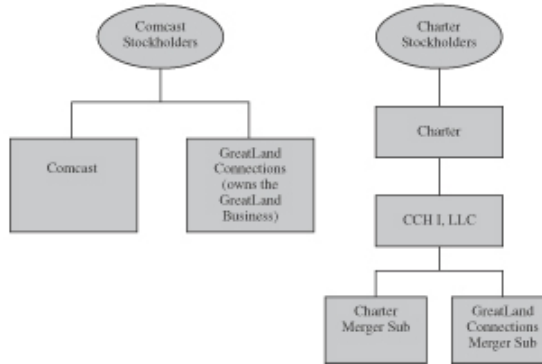 Comcast
Stockholders
Charter
Stockholders
Comcast
GreatLand
Connections
(owns the
GreatLand
Business)
Charter
CCH I, LLC
Charter
Merger Sub
GreatLand
Connections
Merger Sub